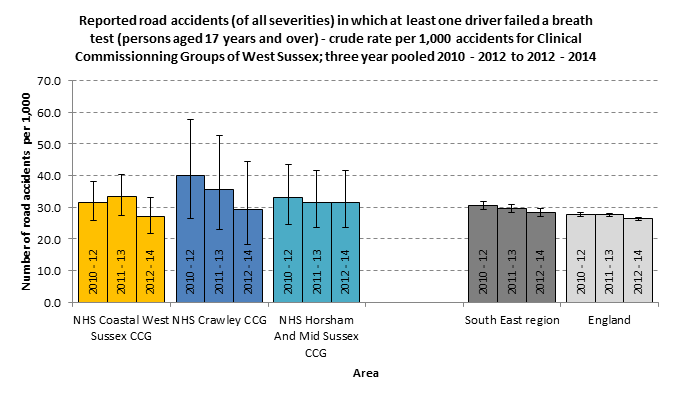 Reported road accidents (of all severities) in which at least one driver failed a breath
test (persons aged 17 years and over) - crude rate per 1,000 accidents for Clinical
Commissionning Groups of West Sussex; three year pooled 2010 - 2012 to 2012 - 2014
Number of road accidents per 1,000
70.0
60.0
50.0
40.0
30.0
20.0
10.0
0.0
2010 - 12
2011 - 13
2012 - 14
2010 - 12
2011 - 13
2012 - 14
2010 - 12
2011 - 13
2012 - 14
2010 - 12
2011 - 13
2012 - 14
2010 - 12
2011 - 13
2012 - 14
NHS Coastal West
Sussex CCG
NHS Crawley CCG
NHS Horsham
And Mid Sussex
CCG
South East region
England
Area